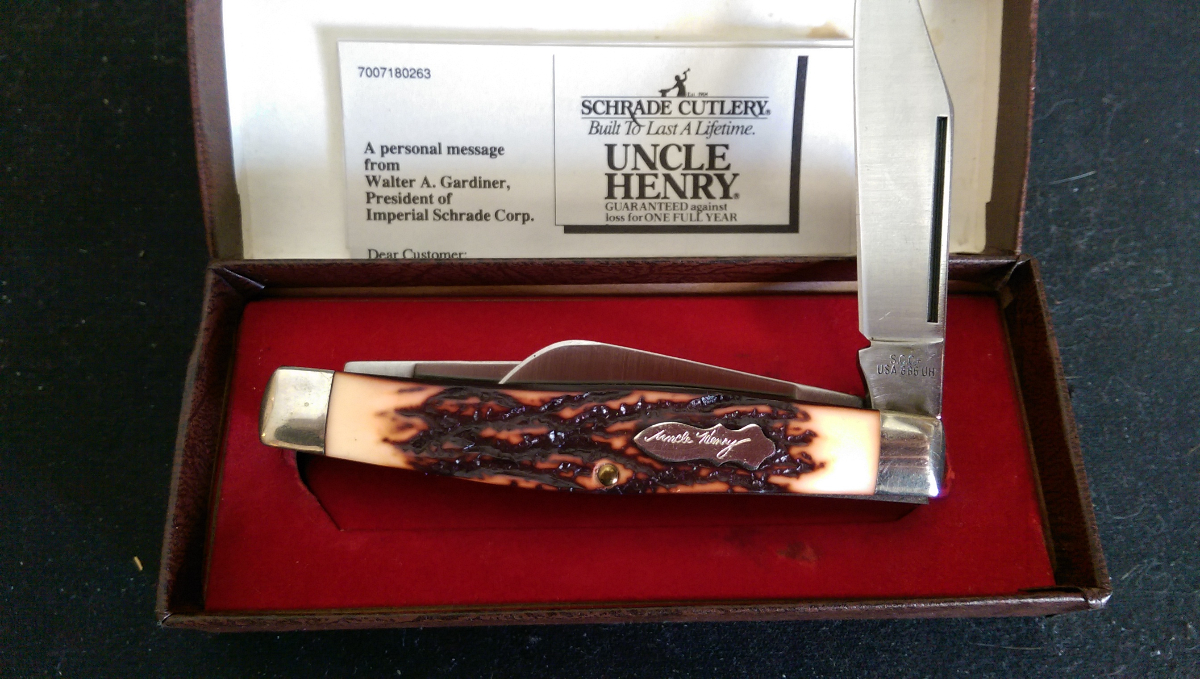 7007180263
A personal message
from
Walter A. Gardiner,
President of
Imperial Schrade Corp.
Dear Customer:
SCHRADE CUTLERY®
Built To Last A Lifetime.
UNCLE
HENRY®
GUARANTEED against
loss for ONE FULL YEAR
USA
Uncle Henry